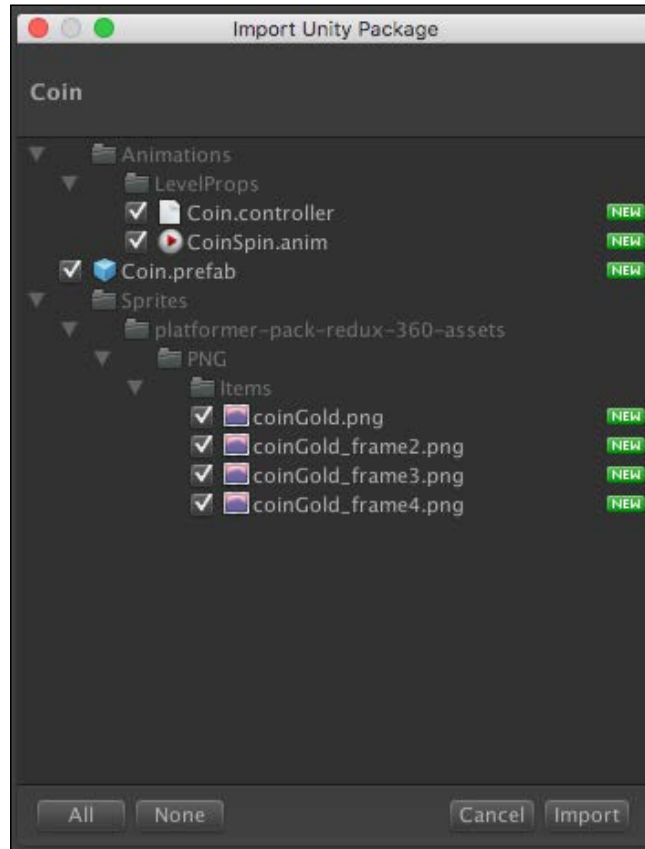 Import Unity Package
Coin
Animations
LevelProps
Coin.controller NEW
CoinSpin.anim NEW
Coin.prefab NEW
Sprites
platformer-pack-redux-360-assets
PNG
Items
coinGold.png NEW
coinGold_frame2.png NEW
coinGold_frame3.png NEW
coinGold_frame4.png NEW
All None Cancel Import